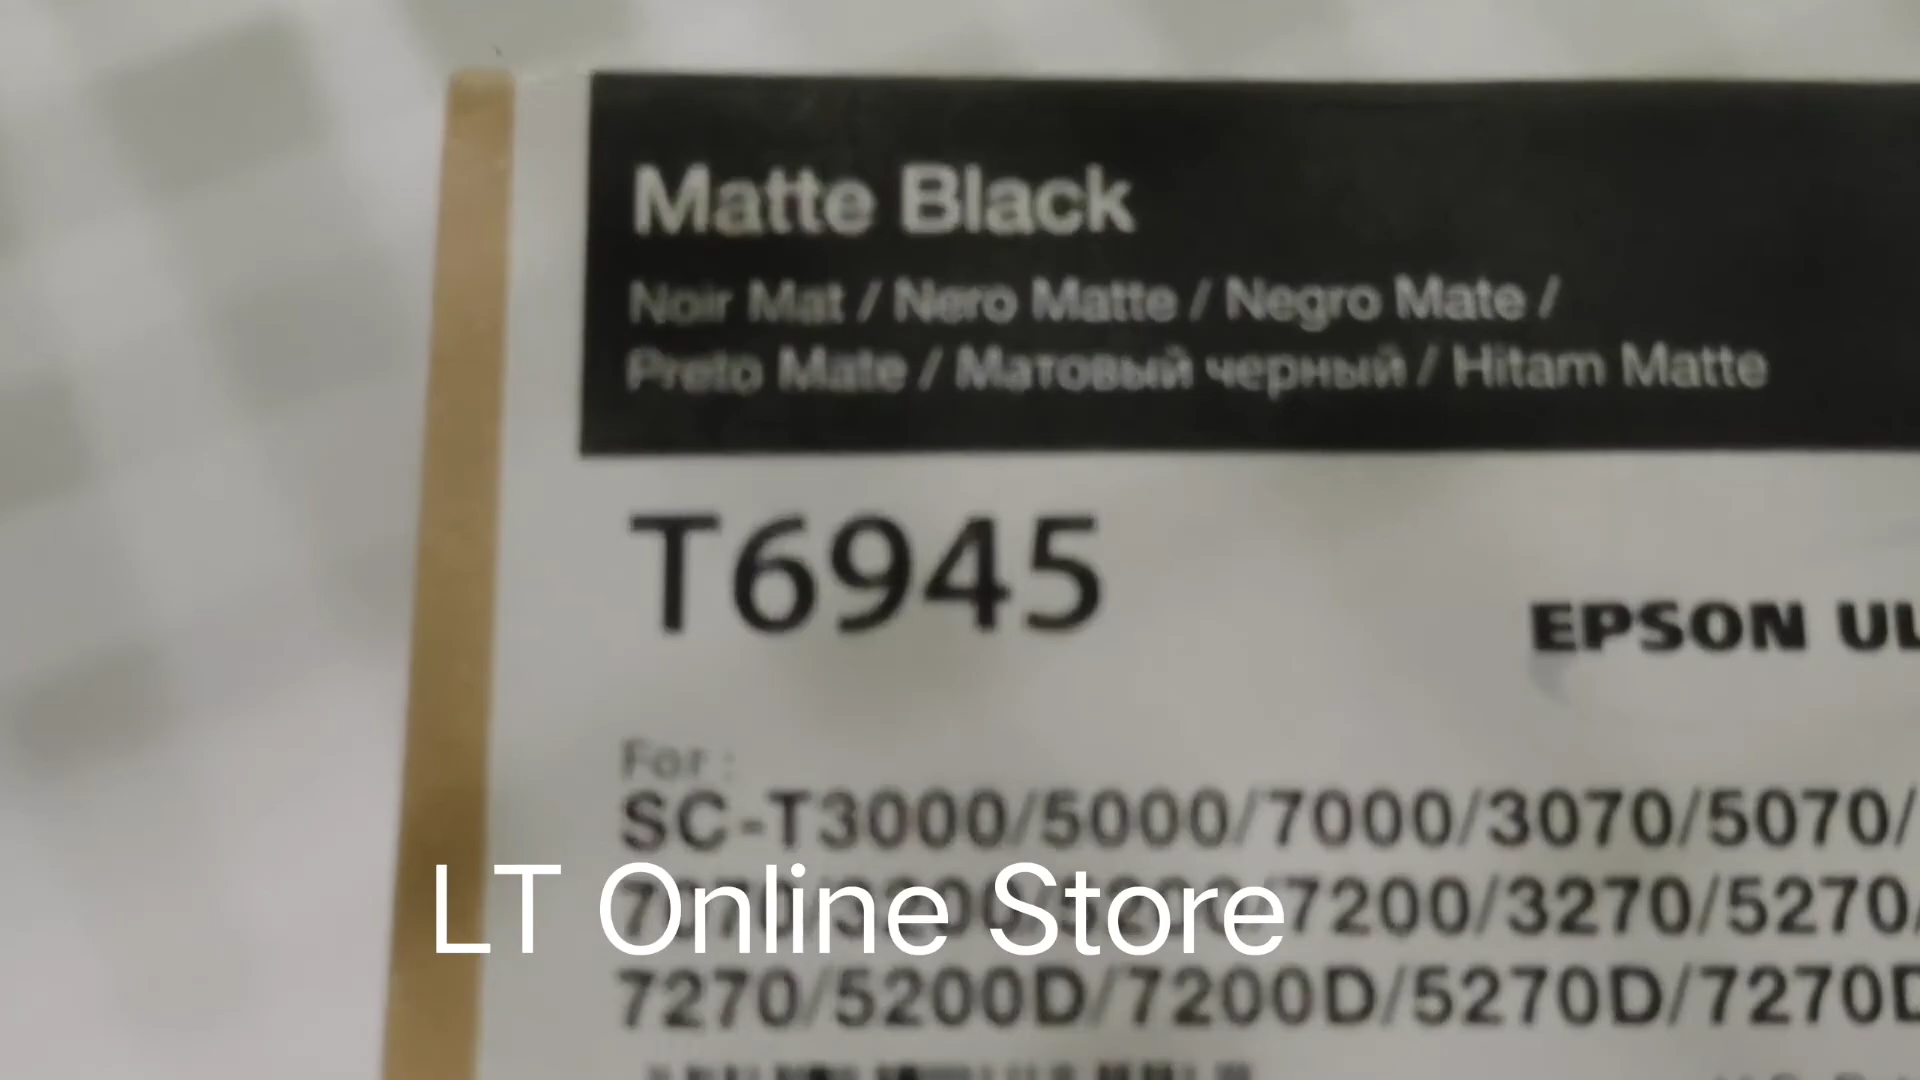 Matte Black
Noir Mat / Nero Matte / Negro Mate /
Preto Mate / Матовый черный / Hitam Matte
T6945
EPSON UL
For :
SC-T3000/5000/7000/3070/5070/
7200/3270/5270/
7270/5200D/7200D/5270D/7270D
LT Online Store